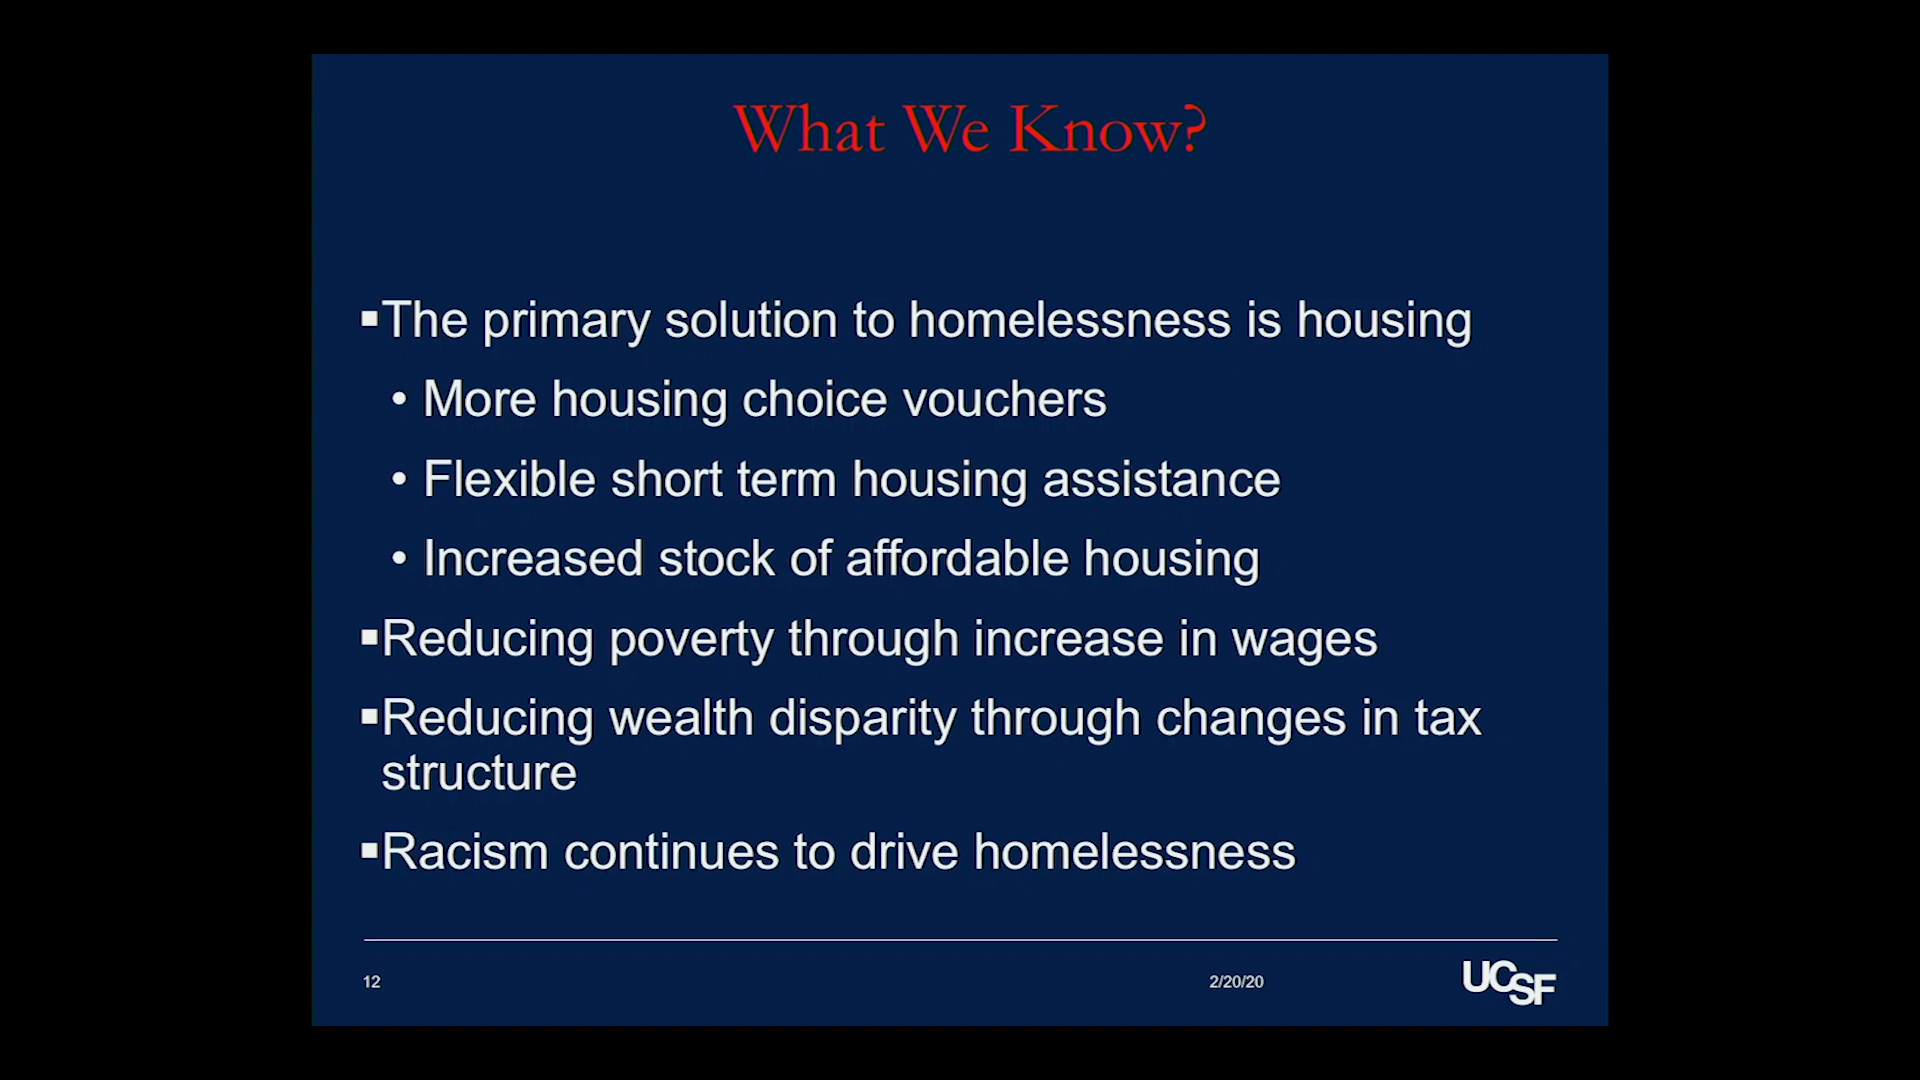 What We Know?
▪The primary solution to homelessness is housing
• More housing choice vouchers
• Flexible short term housing assistance
• Increased stock of affordable housing
▪Reducing poverty through increase in wages
▪Reducing wealth disparity through changes in tax
structure
▪Racism continues to drive homelessness
12
2/20/20
UCSF